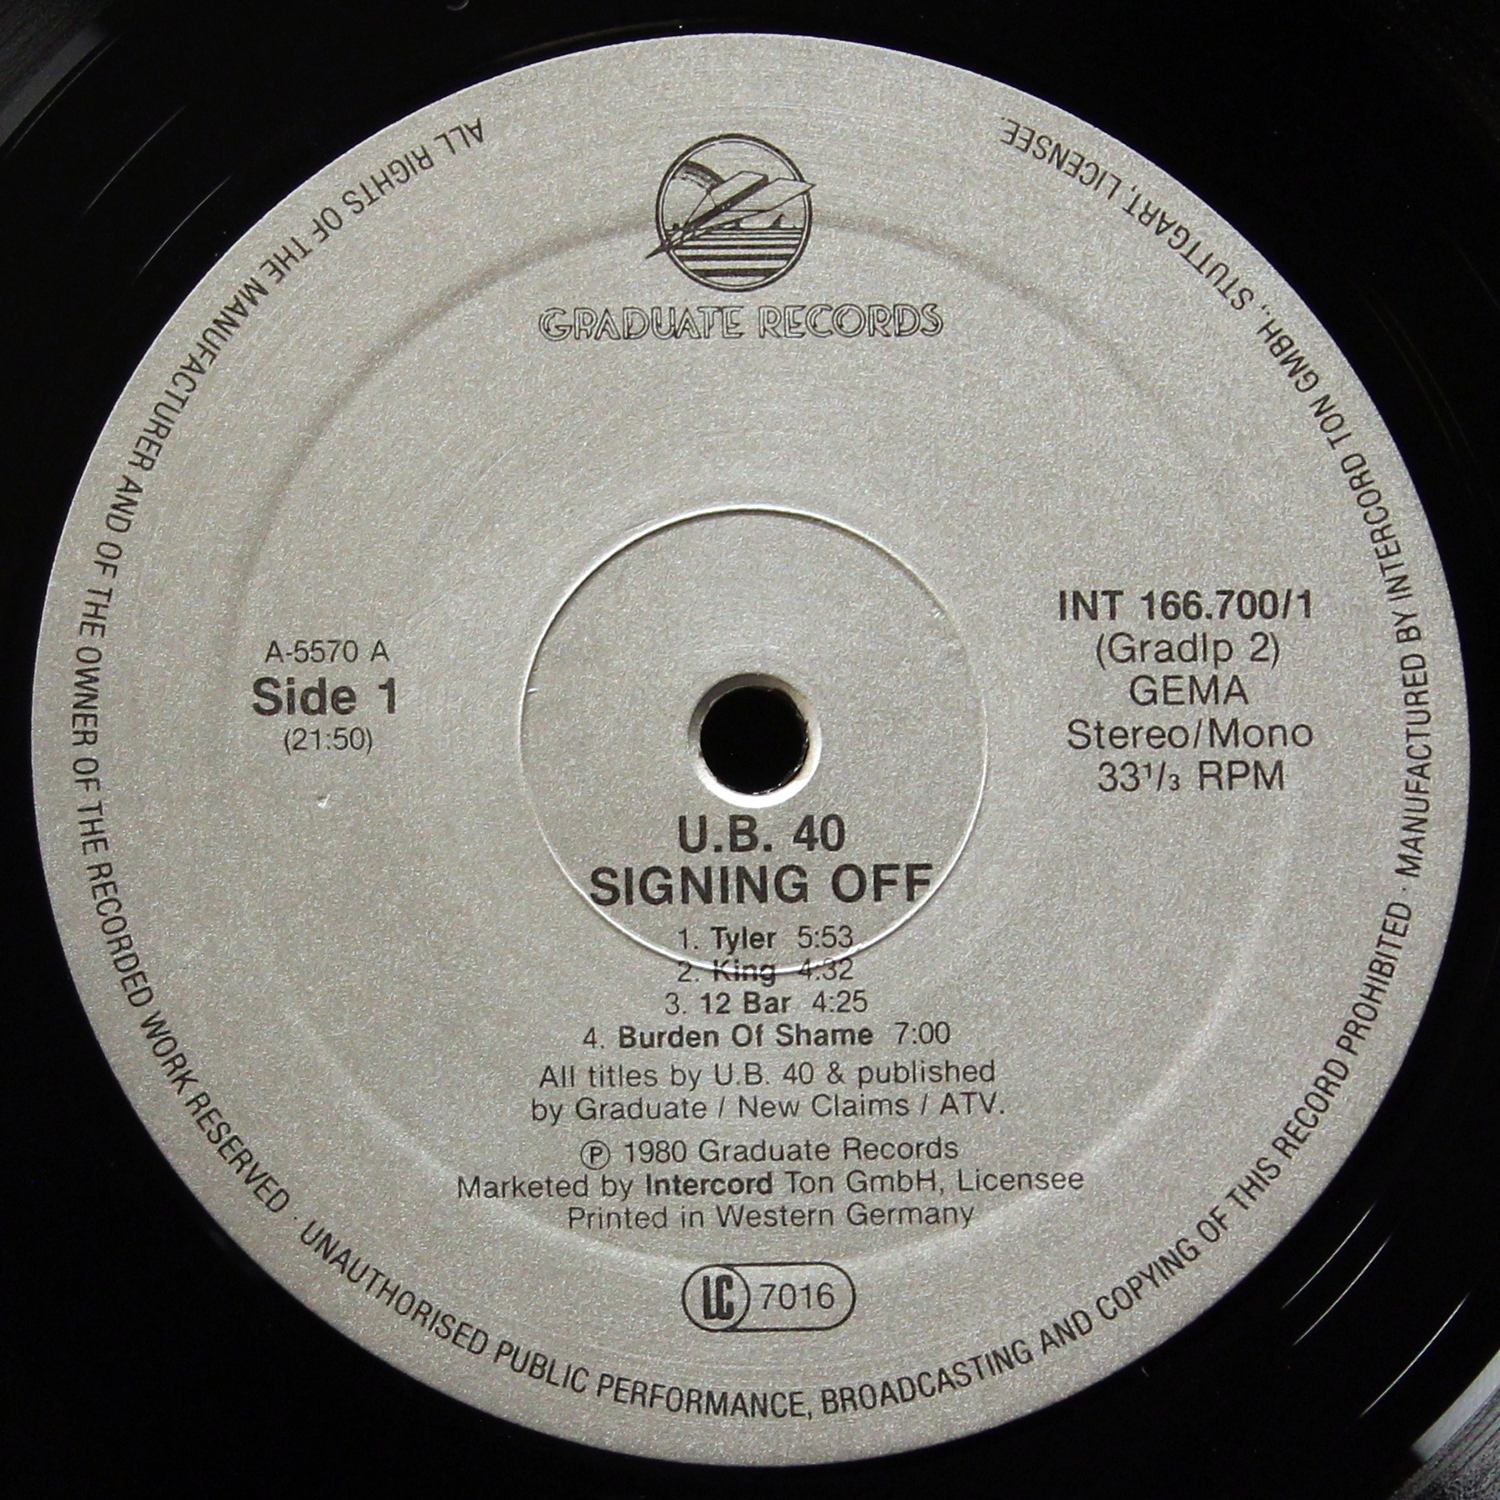 GRADUATE RECORDS
A-5570 A
Side 1
(21:50)
INT 166.700/1
(Gradlp 2)
GEMA
Stereo/Mono
33¹/₃ RPM
U.B. 40
SIGNING OFF
1. Tyler 5:53
2. King 4:32
3. 12 Bar 4:25
4. Burden Of Shame 7:00
All titles by U.B. 40 & published
by Graduate / New Claims / ATV.
Ⓟ 1980 Graduate Records
Marketed by Intercord Ton GmbH, Licensee
Printed in Western Germany
LC 7016
ALL RIGHTS OF THE MANUFACTURER AND OF THE OWNER OF THE RECORDED WORK RESERVED · UNAUTHORISED PUBLIC PERFORMANCE, BROADCASTING AND COPYING OF THIS RECORD PROHIBITED · MANUFACTURED BY INTERCORD TON GMBH., STUTTGART, LICENSEE.